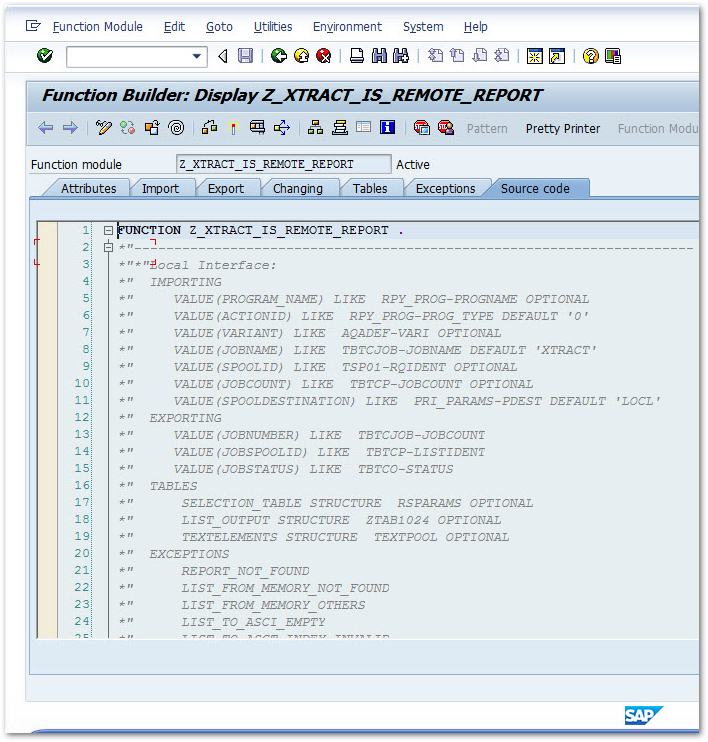 Function Module Edit Goto Utilities Environment System Help
Function Builder: Display Z_XTRACT_IS_REMOTE_REPORT
Pattern Pretty Printer Function Modu
Function module Z_XTRACT_IS_REMOTE_REPORT Active
Attributes Import Export Changing Tables Exceptions Source code
1 FUNCTION Z_XTRACT_IS_REMOTE_REPORT .
2 *"----------------------------------------------------------------------
3 *"*"Local Interface:
4 *" IMPORTING
5 *" VALUE(PROGRAM_NAME) LIKE RPY_PROG-PROGNAME OPTIONAL
6 *" VALUE(ACTIONID) LIKE RPY_PROG-PROG_TYPE DEFAULT '0'
7 *" VALUE(VARIANT) LIKE AQADEF-VARI OPTIONAL
8 *" VALUE(JOBNAME) LIKE TBTCJOB-JOBNAME DEFAULT 'XTRACT'
9 *" VALUE(SPOOLID) LIKE TSP01-RQIDENT OPTIONAL
10 *" VALUE(JOBCOUNT) LIKE TBTCP-JOBCOUNT OPTIONAL
11 *" VALUE(SPOOLDESTINATION) LIKE PRI_PARAMS-PDEST DEFAULT 'LOCL'
12 *" EXPORTING
13 *" VALUE(JOBNUMBER) LIKE TBTCJOB-JOBCOUNT
14 *" VALUE(JOBSPOOLID) LIKE TBTCP-LISTIDENT
15 *" VALUE(JOBSTATUS) LIKE TBTCO-STATUS
16 *" TABLES
17 *" SELECTION_TABLE STRUCTURE RSPARAMS OPTIONAL
18 *" LIST_OUTPUT STRUCTURE ZTAB1024 OPTIONAL
19 *" TEXTELEMENTS STRUCTURE TEXTPOOL OPTIONAL
20 *" EXCEPTIONS
21 *" REPORT_NOT_FOUND
22 *" LIST_FROM_MEMORY_NOT_FOUND
23 *" LIST_FROM_MEMORY_OTHERS
24 *" LIST_TO_ASCI_EMPTY
25 *" LIST_TO_ASCI_INDEX_INVALID
SAP